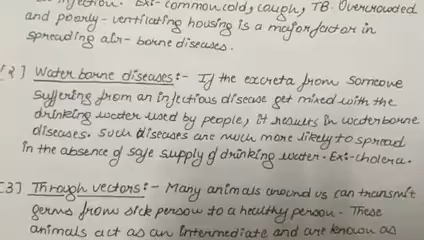 infection. Ex:- common cold, cough, TB. Overcrowded
and poorly - ventilating housing is a major factor in
spreading air - borne diseases.
[2] Water borne diseases :- If the excreta from someone
suffering from an infectious disease get mixed with the
drinking water used by people, it results in waterborne
diseases. Such diseases are much more likely to spread
in the absence of safe supply of drinking water. Ex:- cholera.
[3] Through vectors :- Many animals around us can transmit
germs from sick person to a healthy person. These
animals act as an intermediate and are known as